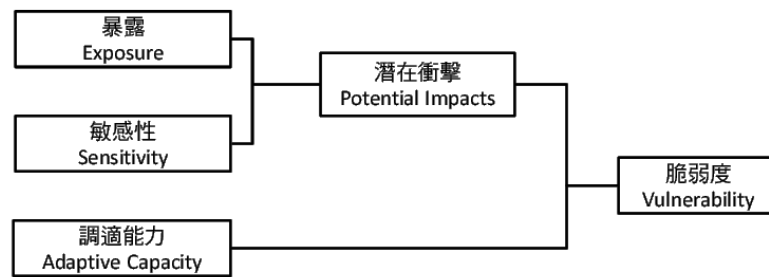 暴露
Exposure
潛在衝擊
Potential Impacts
敏感性
Sensitivity
脆弱度
Vulnerability
調適能力
Adaptive Capacity